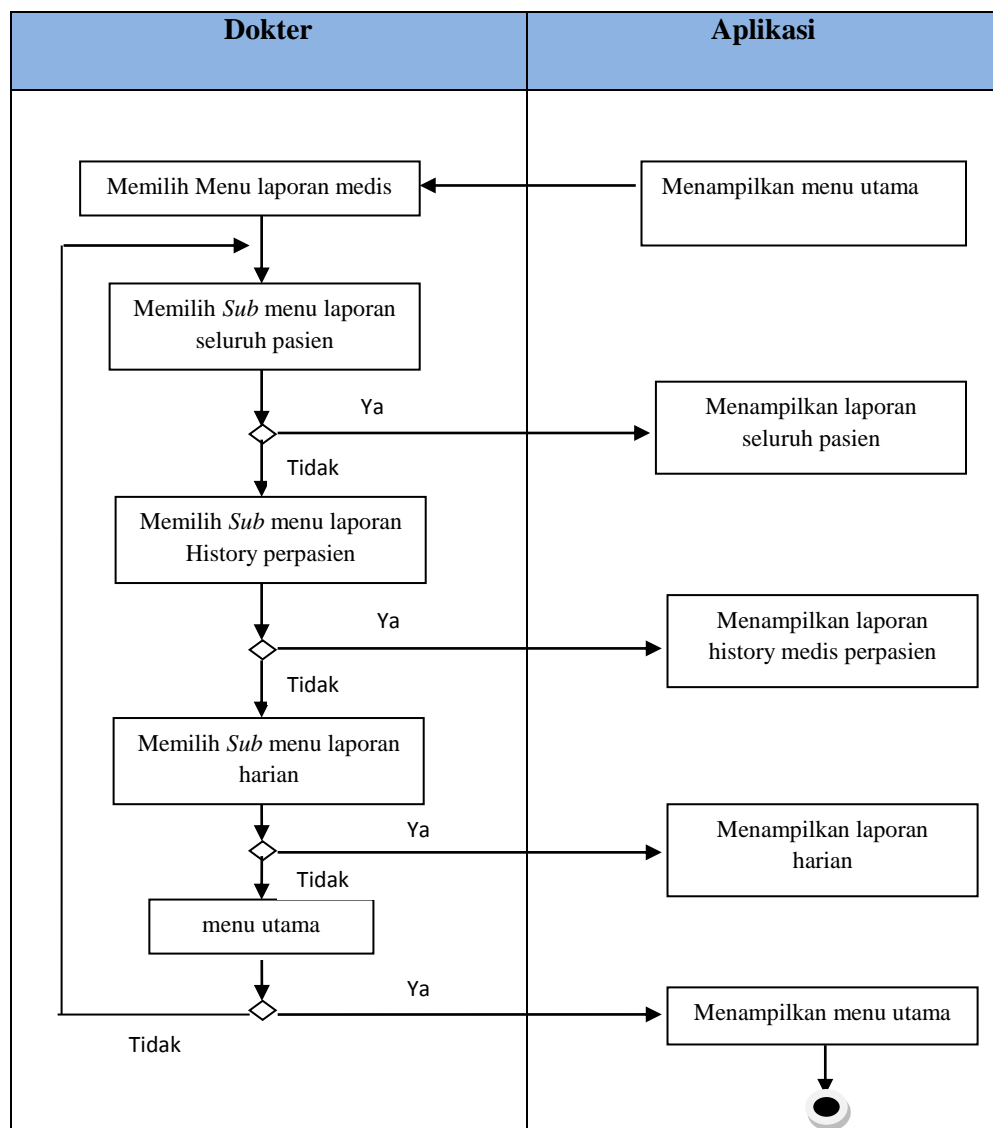 Dokter
Aplikasi
Memilih Menu laporan medis
Menampilkan menu utama
Memilih Sub menu laporan
seluruh pasien
Ya
Menampilkan laporan
seluruh pasien
Tidak
Memilih Sub menu laporan
History perpasien
Ya
Menampilkan laporan
history medis perpasien
Tidak
Memilih Sub menu laporan
harian
Ya
Menampilkan laporan
harian
Tidak
menu utama
Ya
Menampilkan menu utama
Tidak